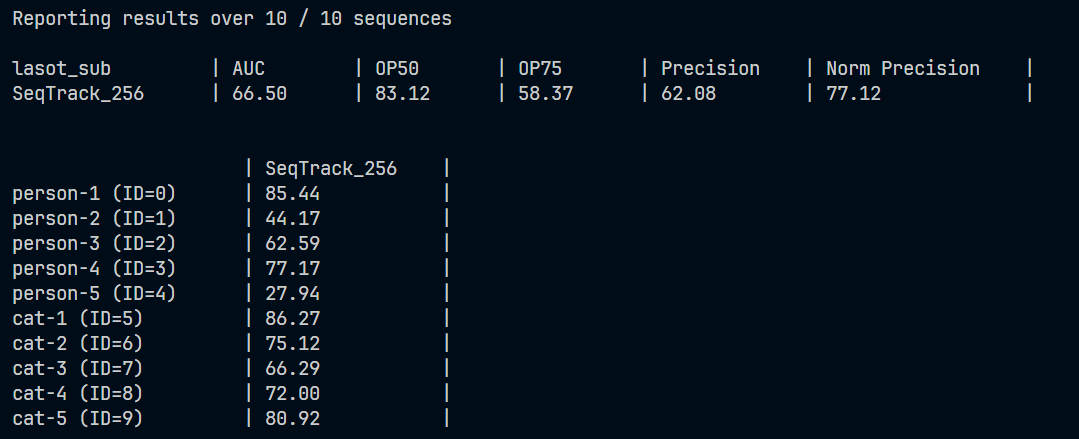 Reporting results over 10 / 10 sequences
lasot_sub | AUC | OP50 | OP75 | Precision | Norm Precision |
SeqTrack_256 | 66.50 | 83.12 | 58.37 | 62.08 | 77.12 |
| SeqTrack_256 |
person-1 (ID=0) | 85.44 |
person-2 (ID=1) | 44.17 |
person-3 (ID=2) | 62.59 |
person-4 (ID=3) | 77.17 |
person-5 (ID=4) | 27.94 |
cat-1 (ID=5) | 86.27 |
cat-2 (ID=6) | 75.12 |
cat-3 (ID=7) | 66.29 |
cat-4 (ID=8) | 72.00 |
cat-5 (ID=9) | 80.92 |